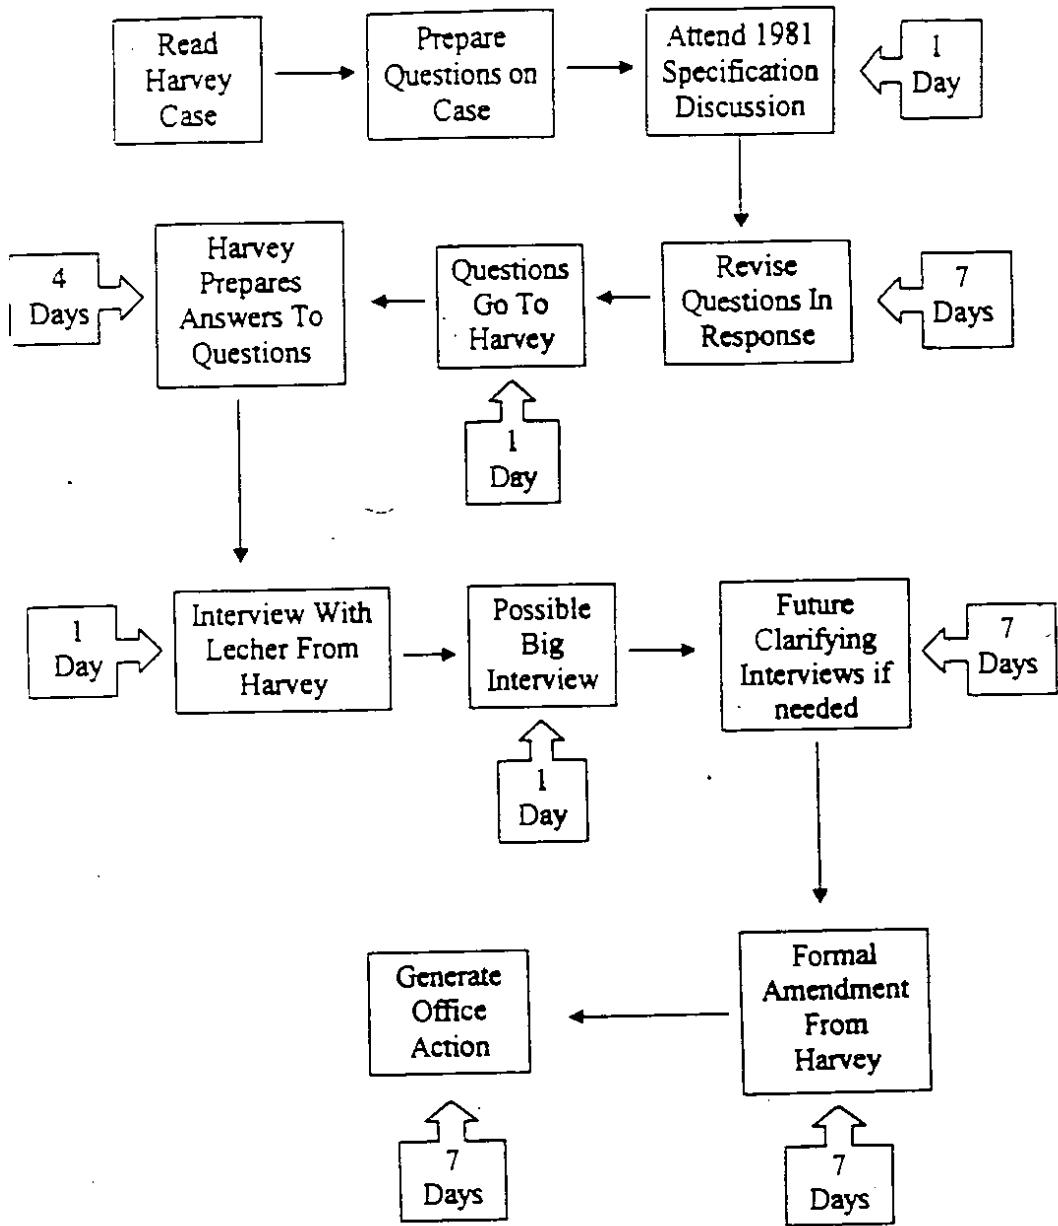 Read
Harvey
Case
Prepare
Questions on
Case
Attend 1981
Specification
Discussion
1
Day
4
Days
Harvey
Prepares
Answers To
Questions
Questions
Go To
Harvey
Revise
Questions In
Response
7
Days
1
Day
1
Day
Interview With
Lecher From
Harvey
Possible
Big
Interview
Future
Clarifying
Interviews if
needed
7
Days
1
Day
Generate
Office
Action
Formal
Amendment
From
Harvey
7
Days
7
Days